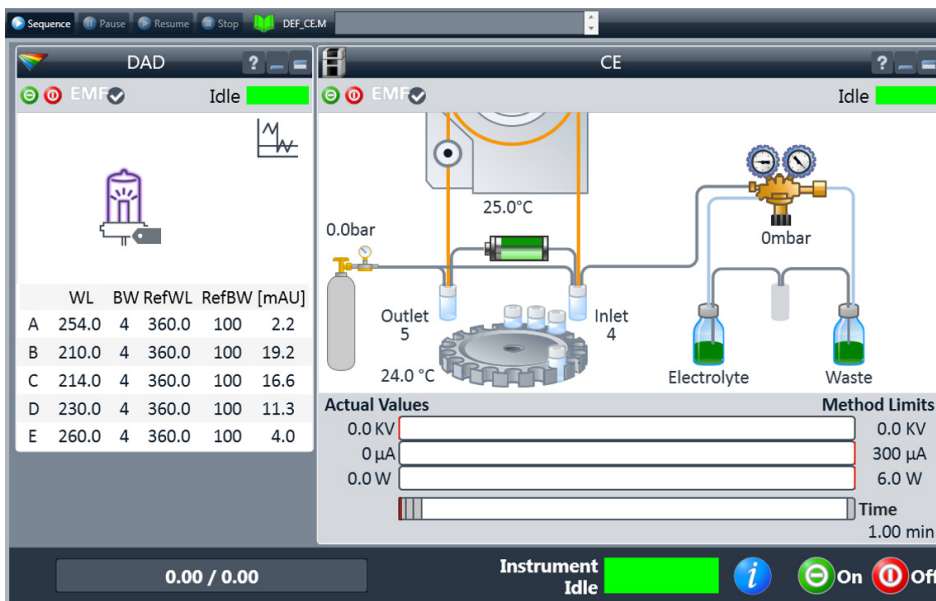 Sequence Pause Resume Stop DEF_CE.M
DAD ?
EMF Idle
WL BW RefWL RefBW [mAU]
A 254.0 4 360.0 100 2.2
B 210.0 4 360.0 100 19.2
C 214.0 4 360.0 100 16.6
D 230.0 4 360.0 100 11.3
E 260.0 4 360.0 100 4.0
CE ?
EMF Idle
25.0°C
0.0bar
0mbar
Outlet
5
Inlet
4
24.0 °C
Electrolyte
Waste
Actual Values Method Limits
0.0 KV 0.0 KV
0 µA 300 µA
0.0 W 6.0 W
Time
1.00 min
0.00 / 0.00
Instrument
Idle
i
On
Off